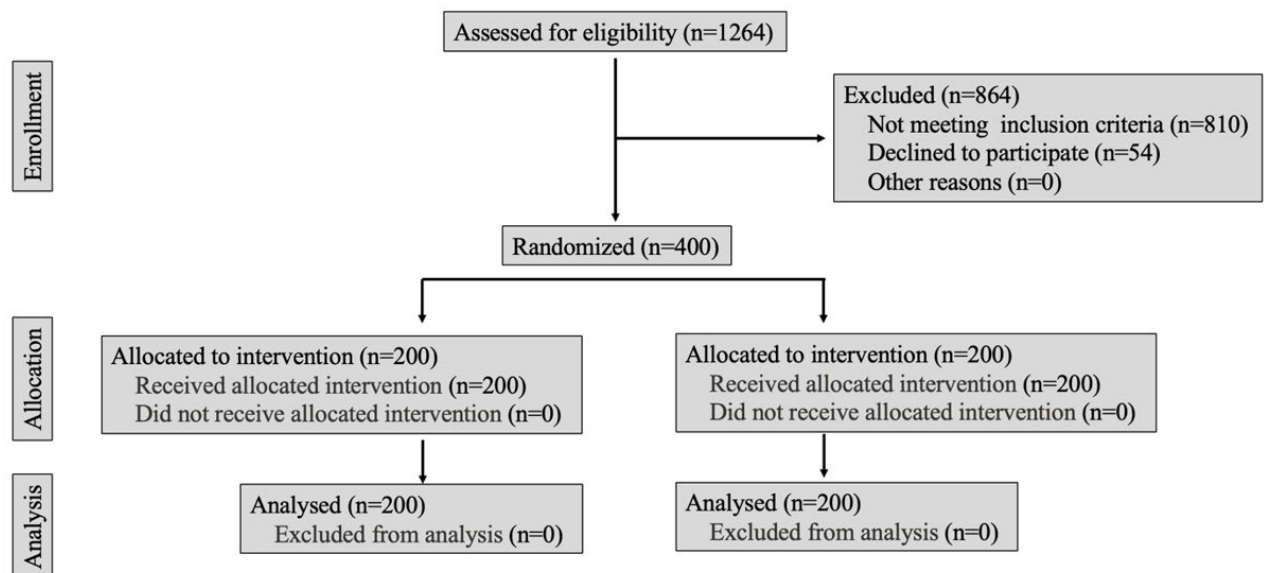 Assessed for eligibility (n=1264)
Enrollment
Excluded (n=864)
Not meeting inclusion criteria (n=810)
Declined to participate (n=54)
Other reasons (n=0)
Randomized (n=400)
Allocation
Allocated to intervention (n=200)
Received allocated intervention (n=200)
Did not receive allocated intervention (n=0)
Allocated to intervention (n=200)
Received allocated intervention (n=200)
Did not receive allocated intervention (n=0)
Analysis
Analysed (n=200)
Excluded from analysis (n=0)
Analysed (n=200)
Excluded from analysis (n=0)